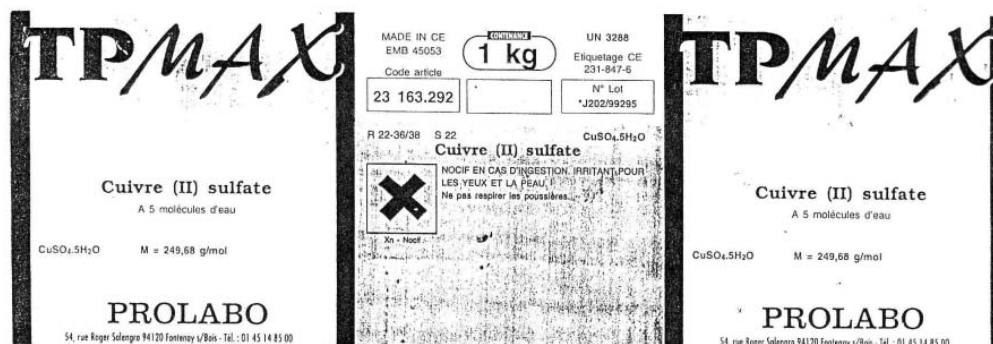 TPMAX
Cuivre (II) sulfate
A 5 molécules d'eau
CuSO₄.5H₂O M = 249,68 g/mol
PROLABO
54, rue Roger Salengro 94120 Fontenay s/Bois - Tél. : 01 45 14 85 00
MADE IN CE
EMB 45053
CONTENANCE
1 kg
UN 3288
Etiquetage CE
231-847-6
Code article
23 163.292
N° Lot
*J202/99295
R 22-36/38 S 22
CuSO₄.5H₂O
Cuivre (II) sulfate
NOCIF EN CAS D'INGESTION. IRRITANT POUR
LES YEUX ET LA PEAU.
Ne pas respirer les poussières.
Xn - Nocif
TPMAX
Cuivre (II) sulfate
A 5 molécules d'eau
CuSO₄.5H₂O M = 249,68 g/mol
PROLABO
54, rue Roger Salengro 94120 Fontenay s/Bois - Tél. : 01 45 14 85 00